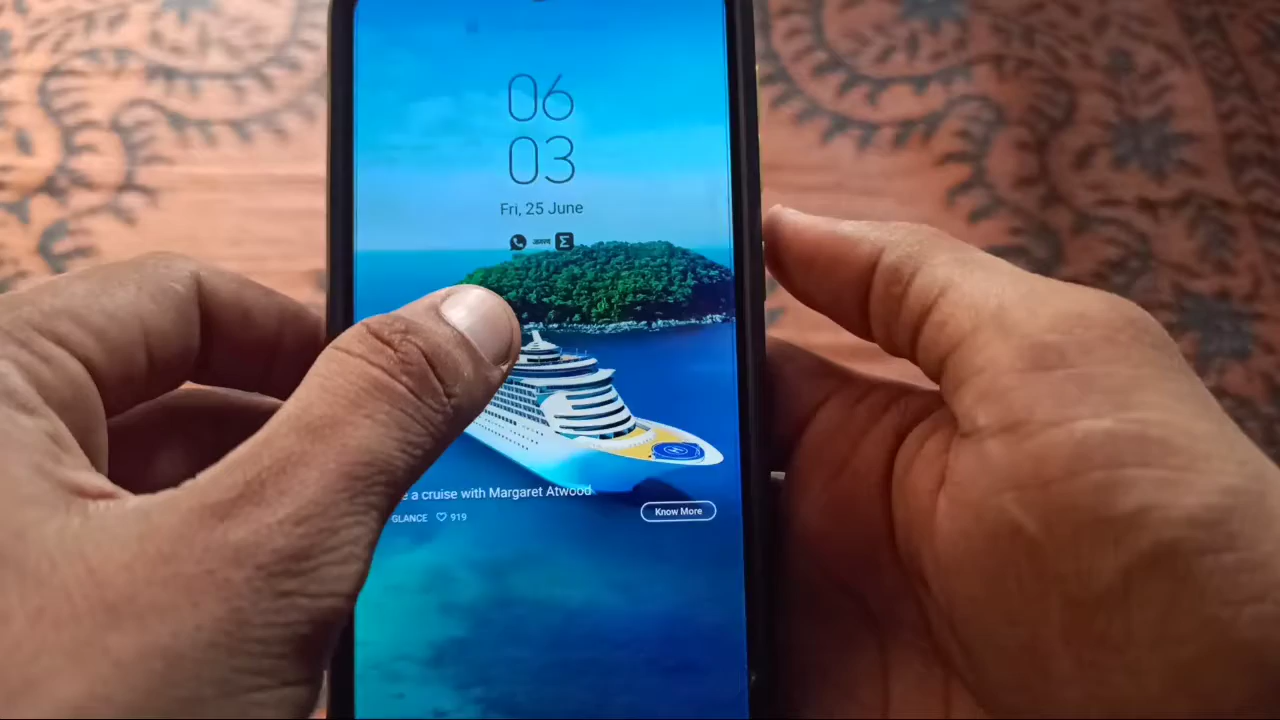 06
03
Fri, 25 June
e a cruise with Margaret Atwood
GLANCE 919
Know More